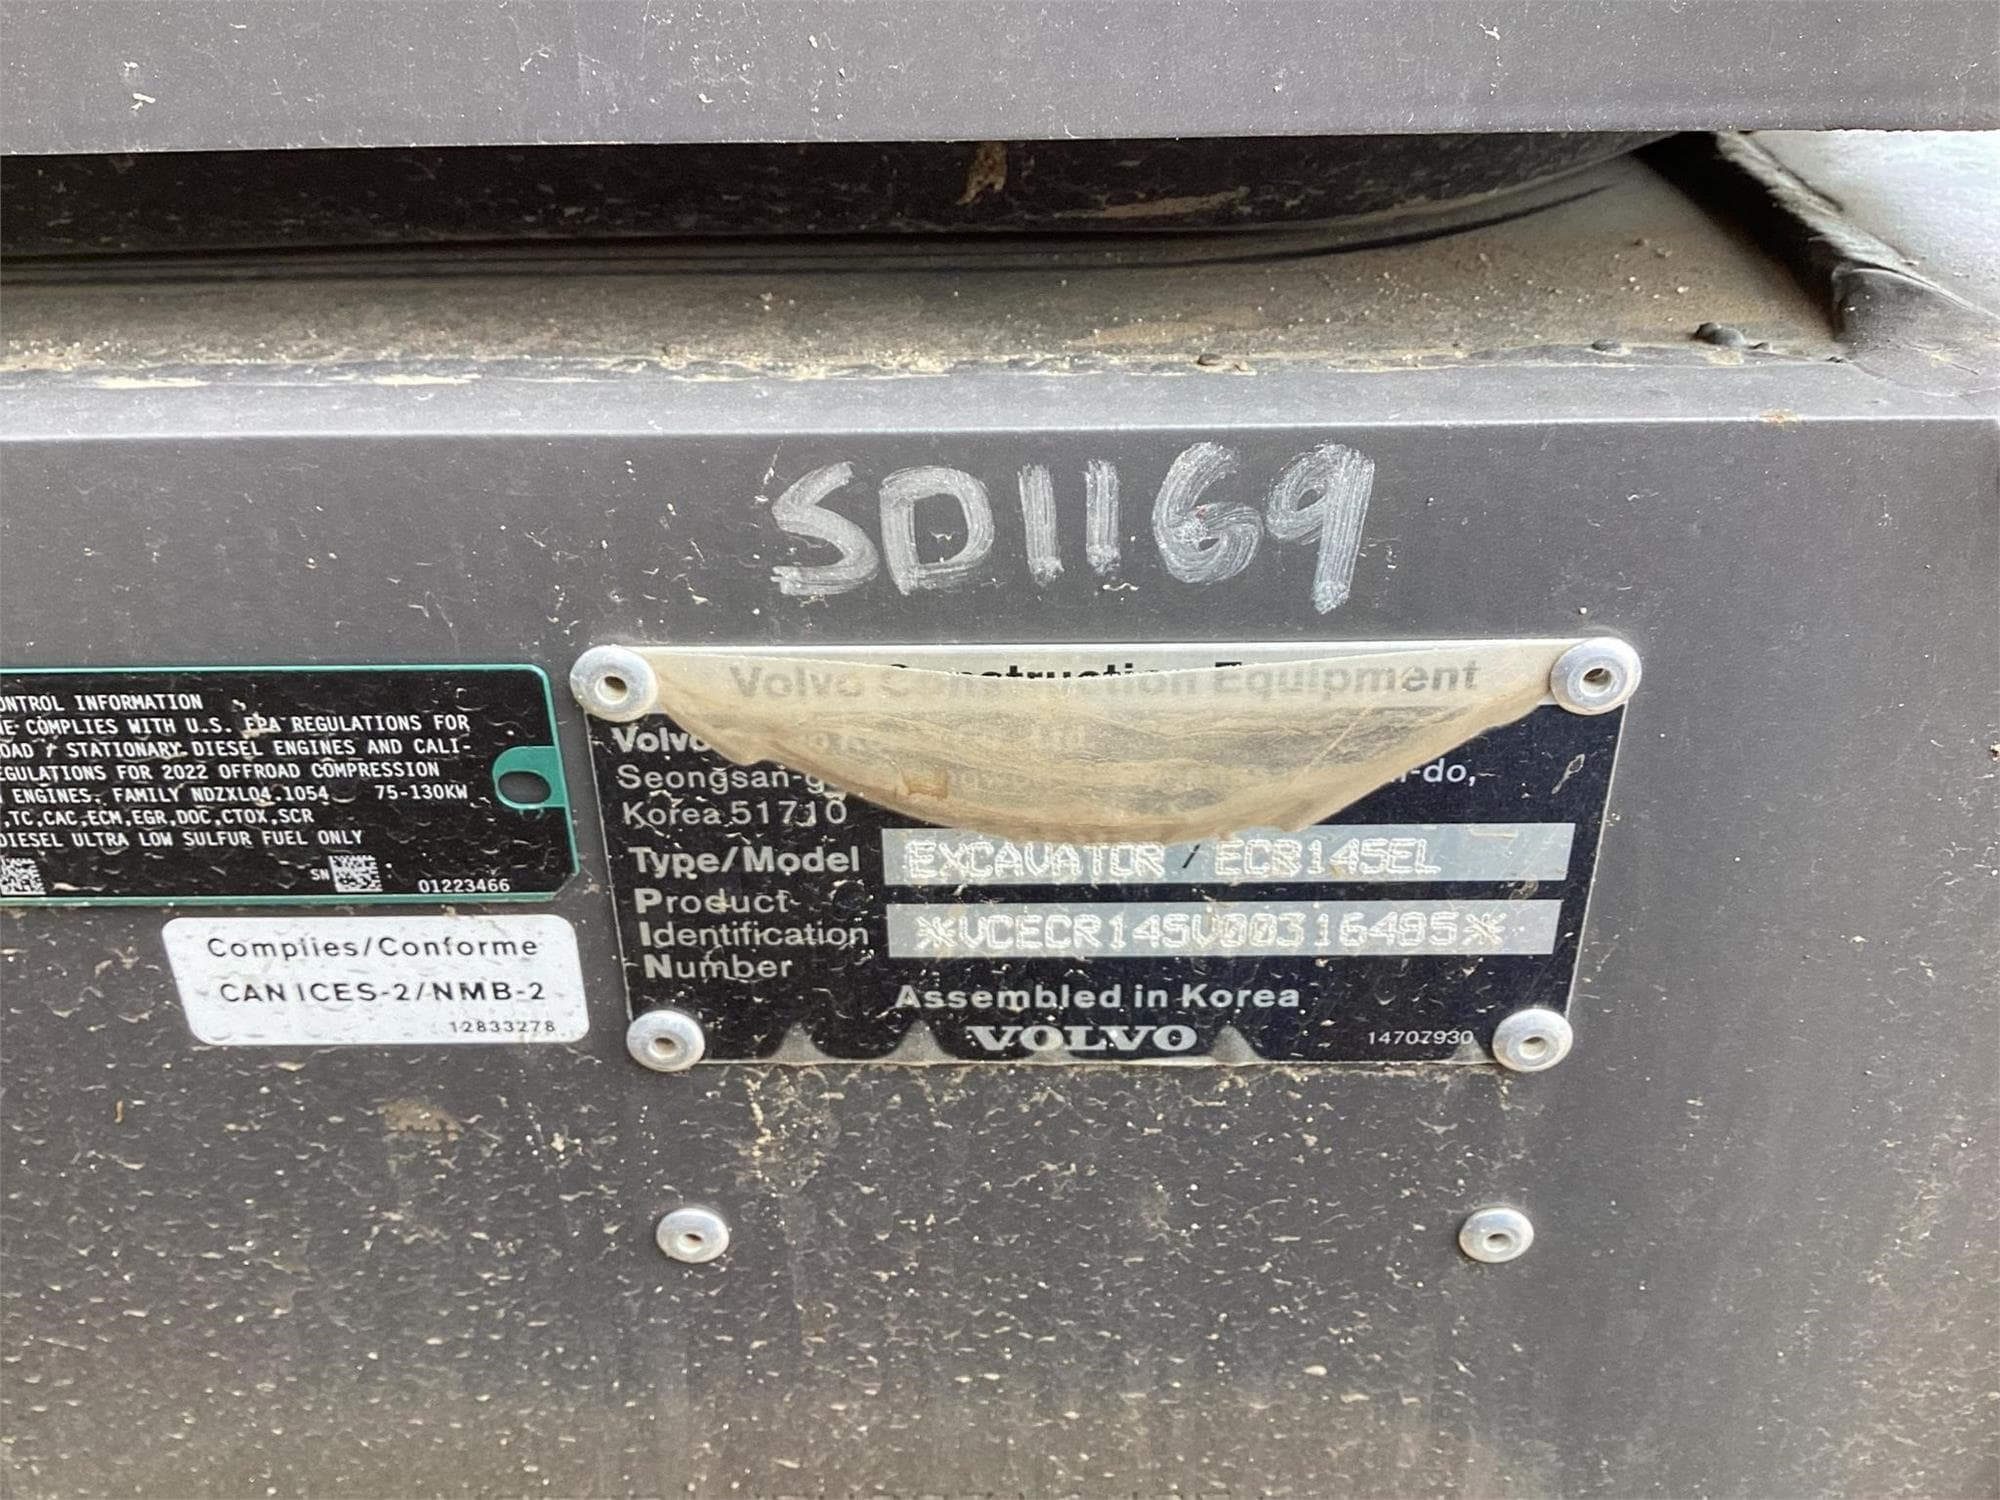 SD1169
ONTROL INFORMATION
NE COMPLIES WITH U.S. EPA REGULATIONS FOR
OAD / STATIONARY DIESEL ENGINES AND CALI-
EGULATIONS FOR 2022 OFFROAD COMPRESSION
ENGINES. FAMILY NDZXL04.1054 75-130KW
,TC,CAC,ECM,EGR,DOC,CTOX,SCR
DIESEL ULTRA LOW SULFUR FUEL ONLY
SN 01223466
Complies/Conforme
CAN ICES-2/NMB-2
12833278
Volvo Construction Equipment
Volvo
Seongsan-g -do,
Korea 51710
Type/Model EXCAVATOR / ECR145EL
Product
Identification
Number
*VCECR145V00316485*
Assembled in Korea
VOLVO
14707930